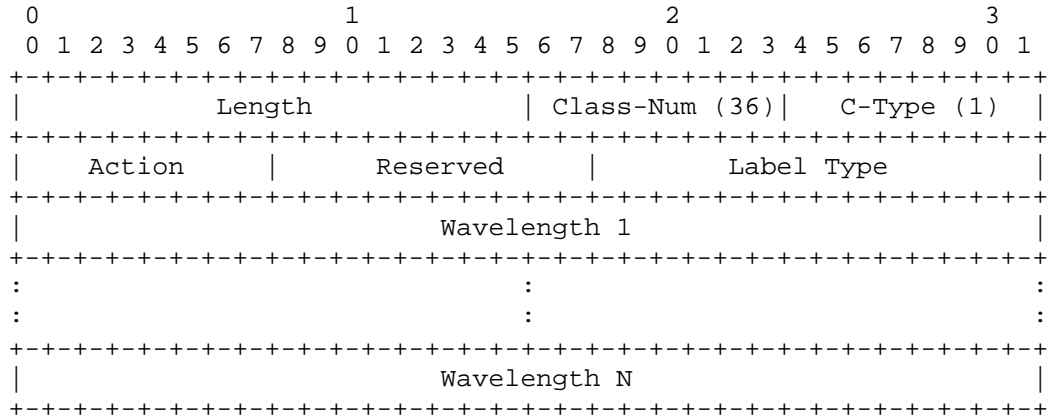 0                   1                   2                   3
 0 1 2 3 4 5 6 7 8 9 0 1 2 3 4 5 6 7 8 9 0 1 2 3 4 5 6 7 8 9 0 1
+-+-+-+-+-+-+-+-+-+-+-+-+-+-+-+-+-+-+-+-+-+-+-+-+-+-+-+-+-+-+-+-+
|            Length             | Class-Num (36)|   C-Type (1)  |
+-+-+-+-+-+-+-+-+-+-+-+-+-+-+-+-+-+-+-+-+-+-+-+-+-+-+-+-+-+-+-+-+
|    Action     |      Reserved     |        Label Type         |
+-+-+-+-+-+-+-+-+-+-+-+-+-+-+-+-+-+-+-+-+-+-+-+-+-+-+-+-+-+-+-+-+
|                          Wavelength 1                         |
+-+-+-+-+-+-+-+-+-+-+-+-+-+-+-+-+-+-+-+-+-+-+-+-+-+-+-+-+-+-+-+-+
:                               :                               :
:                               :                               :
+-+-+-+-+-+-+-+-+-+-+-+-+-+-+-+-+-+-+-+-+-+-+-+-+-+-+-+-+-+-+-+-+
|                          Wavelength N                         |
+-+-+-+-+-+-+-+-+-+-+-+-+-+-+-+-+-+-+-+-+-+-+-+-+-+-+-+-+-+-+-+-+